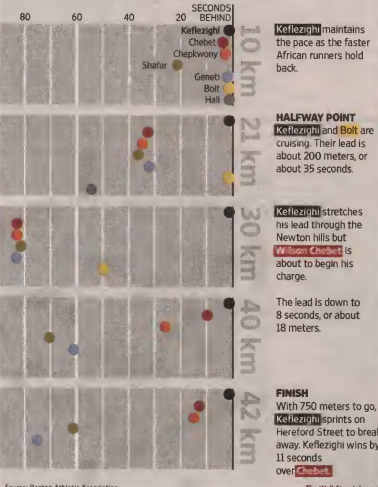 SECONDS
BEHIND
80 60 40 20
Keflezighi
Chebet
Chepkwony
Shafar
Geneti
Bolt
Hall
10 km
Keflezighi maintains
the pace as the faster
African runners hold
back.
21 km
HALFWAY POINT
Keflezighi and Bolt are
cruising. Their lead is
about 200 meters, or
about 35 seconds.
30 km
Keflezighi stretches
his lead through the
Newton hills but
Wilson Chebet is
about to begin his
charge.
40 km
The lead is down to
8 seconds, or about
18 meters.
80 60 40 20
42 km
FINISH
With 750 meters to go,
Keflezighi sprints on
Hereford Street to break
away. Keflezighi wins by
11 seconds
over Chebet.